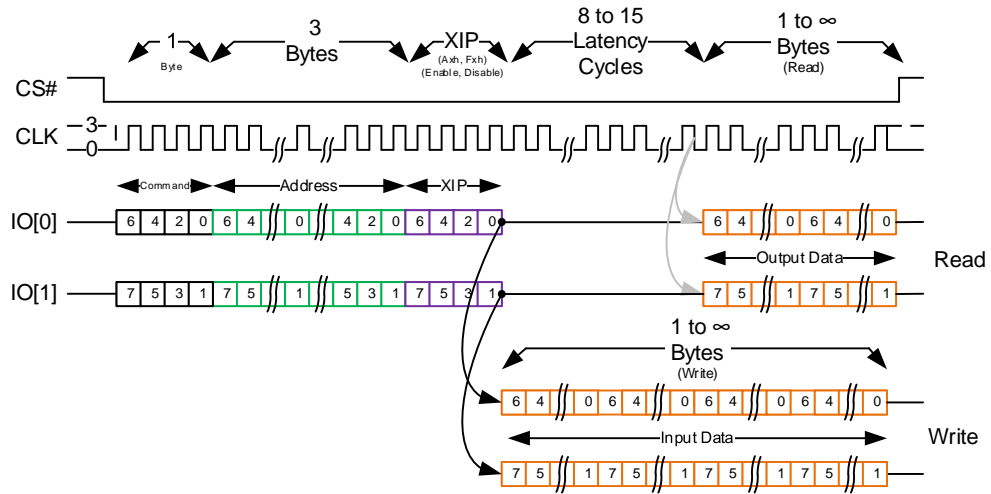 1 3 XIP 8 to 15 1 to ∞
Byte Bytes (Axh, Fxh) Latency Bytes
(Enable, Disable) Cycles (Read)
CS#
CLK 3
0
Command Address XIP
IO[0] 6 4 2 0 6 4 0 4 2 0 6 4 2 0 6 4 0 6 4 0
Output Data Read
IO[1] 7 5 3 1 7 5 1 5 3 1 7 5 3 1 7 5 1 7 5 1
1 to ∞
Bytes
(Write)
6 4 0 6 4 0 6 4 0 6 4 0
Input Data Write
7 5 1 7 5 1 7 5 1 7 5 1